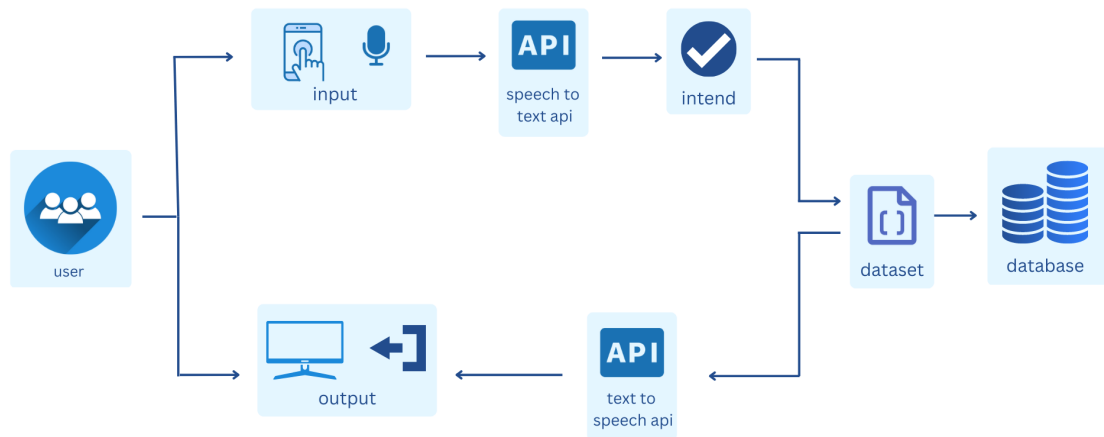 API
input
speech to
text api
intend
user
dataset
database
output
API
text to
speech api